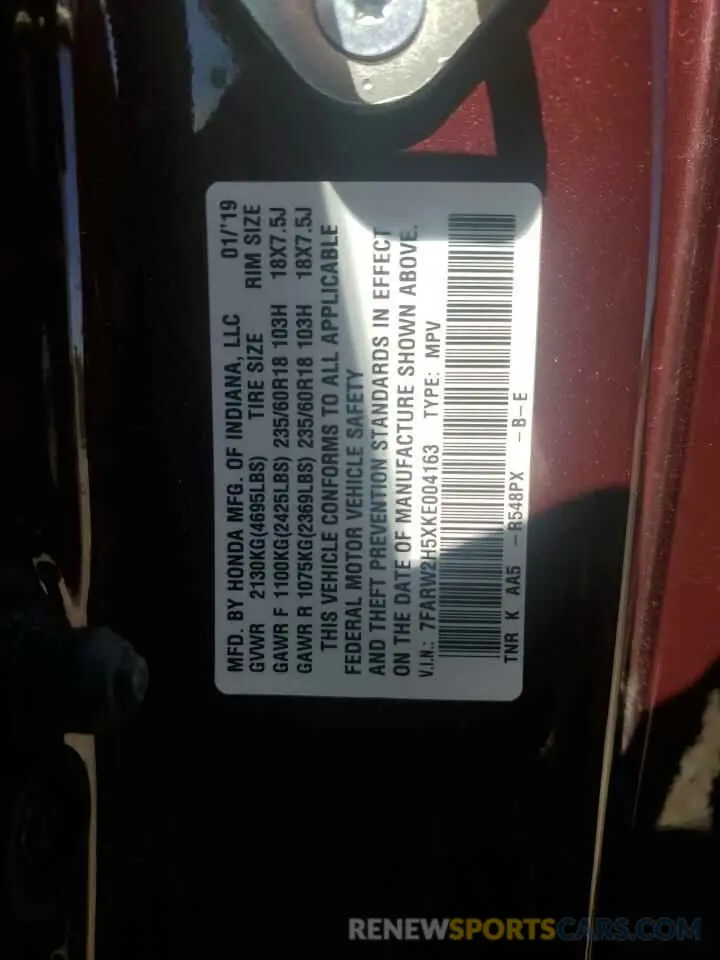 MFD. BY HONDA MFG. OF INDIANA, LLC 01/'19
GVWR 2130KG(4695LBS) TIRE SIZE RIM SIZE
GAWR F 1100KG(2425LBS) 235/60R18 103H 18X7.5J
GAWR R 1075KG(2369LBS) 235/60R18 103H 18X7.5J
THIS VEHICLE CONFORMS TO ALL APPLICABLE
FEDERAL MOTOR VEHICLE SAFETY
AND THEFT PREVENTION STANDARDS IN EFFECT
ON THE DATE OF MANUFACTURE SHOWN ABOVE.
V.I.N.: 7FARW2H5XKE004163 TYPE: MPV
TNR K AA5 -R548PX -B-E
RENEWSPORTSCARS.COM